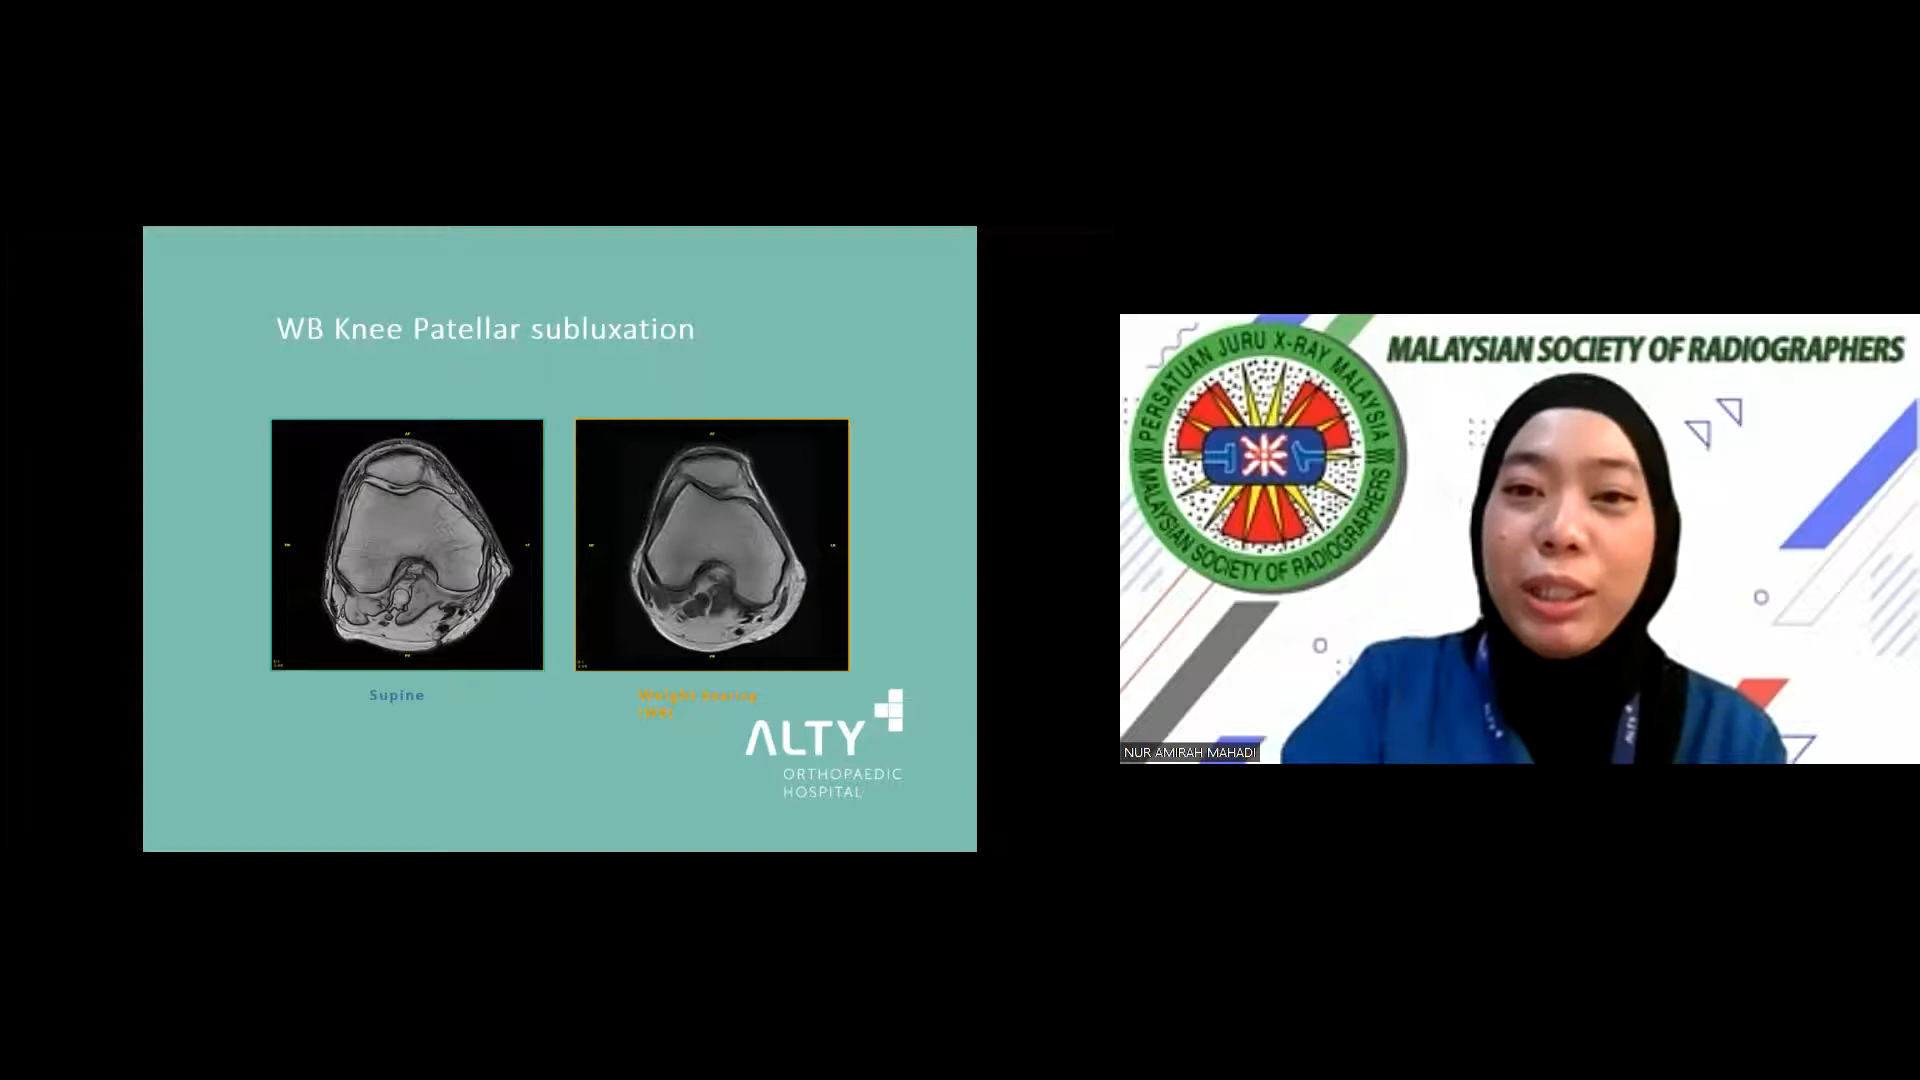 WB Knee Patellar subluxation
Supine
Weight Bearing
(WB)
ALTY
ORTHOPAEDIC
HOSPITAL
PERSATUAN JURU X-RAY MALAYSIA
MALAYSIAN SOCIETY OF RADIOGRAPHERS
MALAYSIAN SOCIETY OF RADIOGRAPHERS
NUR AMIRAH MAHADI